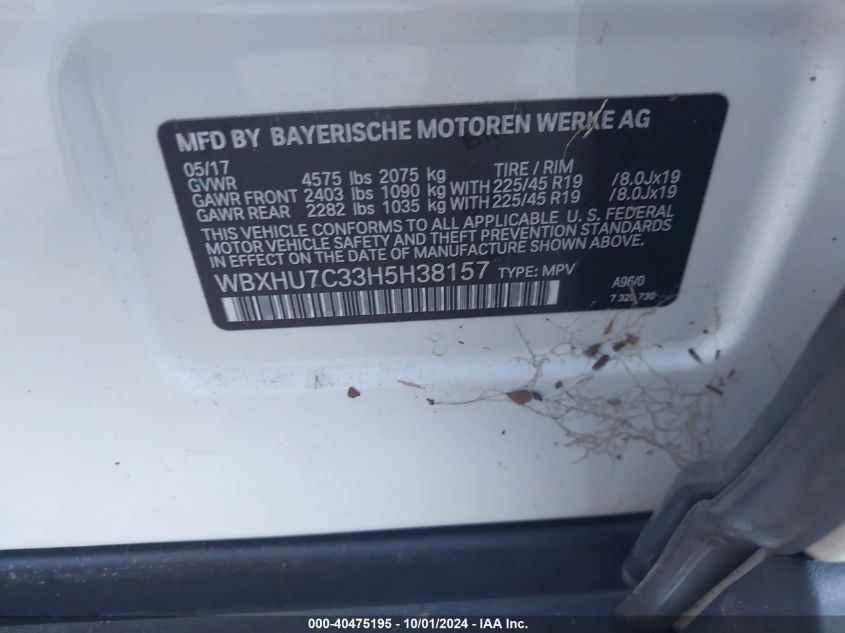 MFD BY BAYERISCHE MOTOREN WERKE AG
05/17 TIRE / RIM
GVWR 4575 lbs 2075 kg
GAWR FRONT 2403 lbs 1090 kg WITH 225/45 R19 /8.0Jx19
GAWR REAR 2282 lbs 1035 kg WITH 225/45 R19 /8.0Jx19
THIS VEHICLE CONFORMS TO ALL APPLICABLE U. S. FEDERAL
MOTOR VEHICLE SAFETY AND THEFT PREVENTION STANDARDS
IN EFFECT ON THE DATE OF MANUFACTURE SHOWN ABOVE.
WBXHU7C33H5H38157 TYPE: MPV A96/0
000-40475195 - 10/01/2024 - IAA Inc.